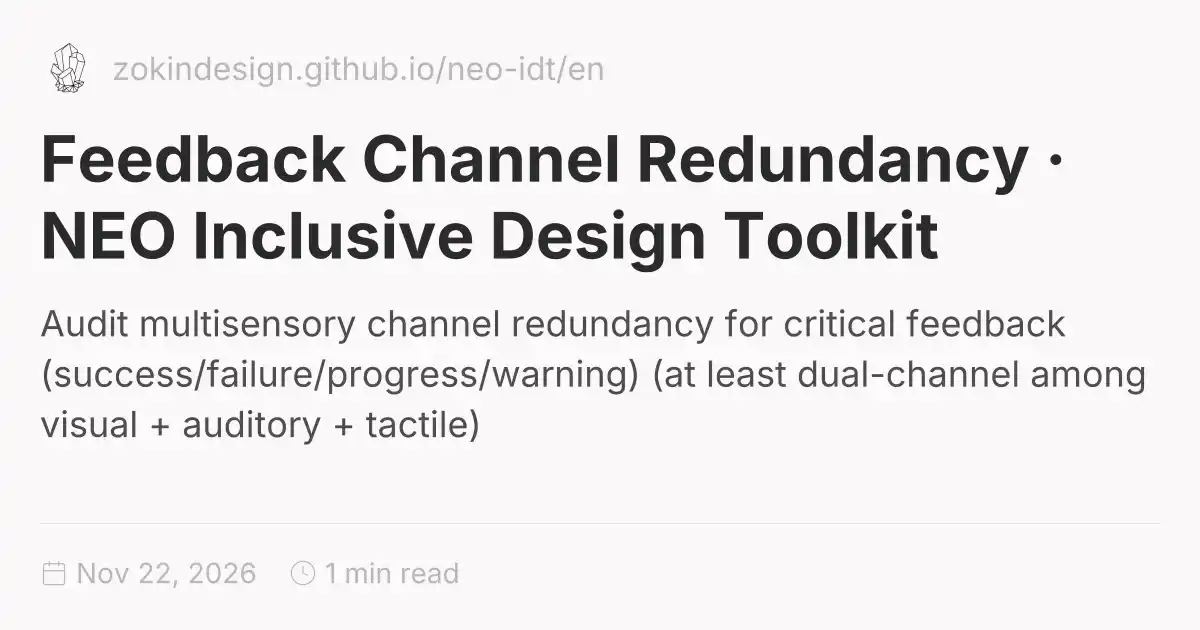 zokindesign.github.io/neo-idt/en
Feedback Channel Redundancy ·
NEO Inclusive Design Toolkit
Audit multisensory channel redundancy for critical feedback
(success/failure/progress/warning) (at least dual-channel among
visual + auditory + tactile)
Nov 22, 2026 1 min read